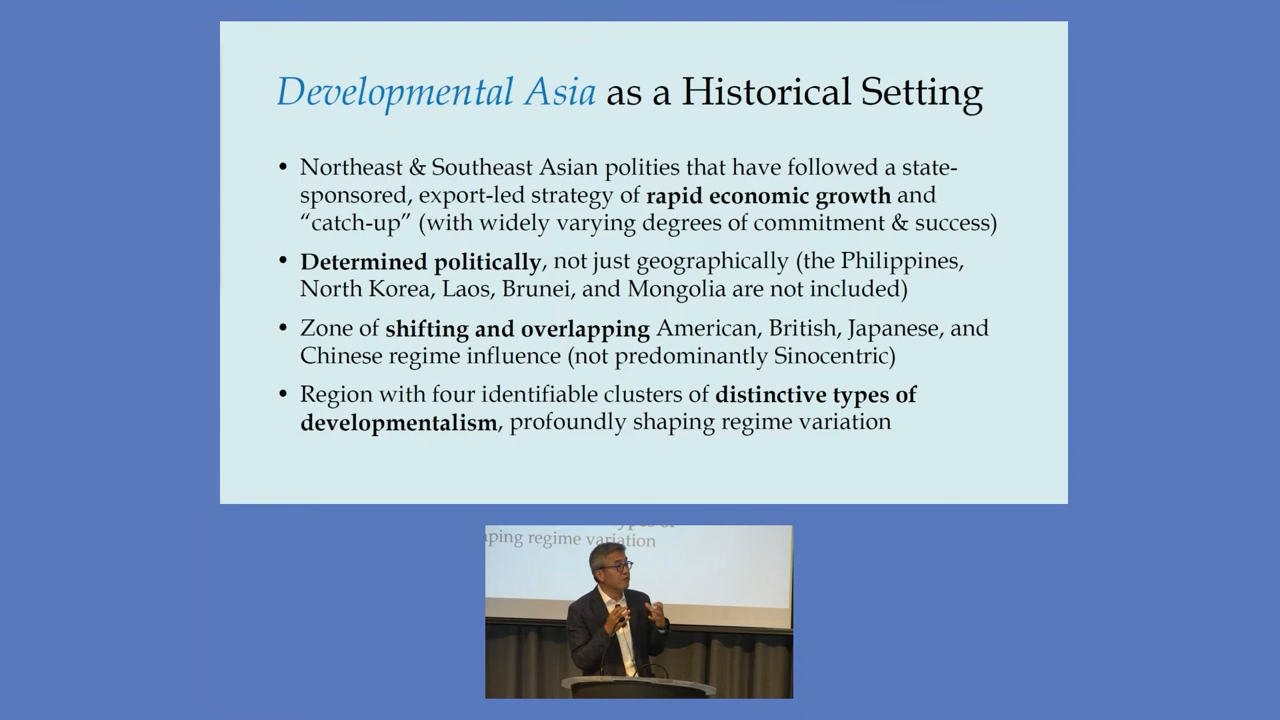 Developmental Asia as a Historical Setting
• Northeast & Southeast Asian polities that have followed a state-
sponsored, export-led strategy of rapid economic growth and
“catch-up” (with widely varying degrees of commitment & success)
• Determined politically, not just geographically (the Philippines,
North Korea, Laos, Brunei, and Mongolia are not included)
• Zone of shifting and overlapping American, British, Japanese, and
Chinese regime influence (not predominantly Sinocentric)
• Region with four identifiable clusters of distinctive types of
developmentalism, profoundly shaping regime variation
regime variation